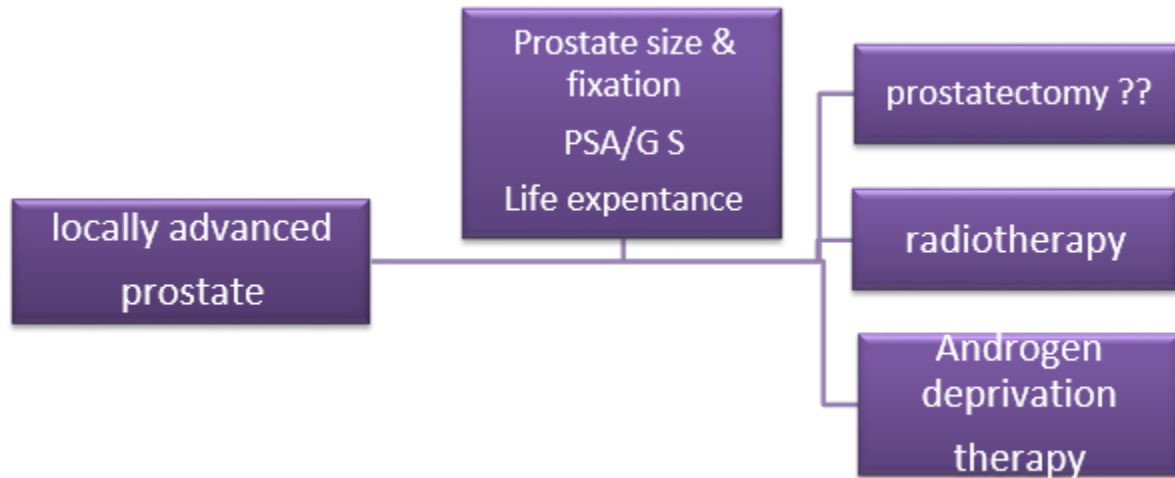 locally advanced
prostate
Prostate size &
fixation
PSA/G S
Life expentance
prostatectomy ??
radiotherapy
Androgen
deprivation
therapy